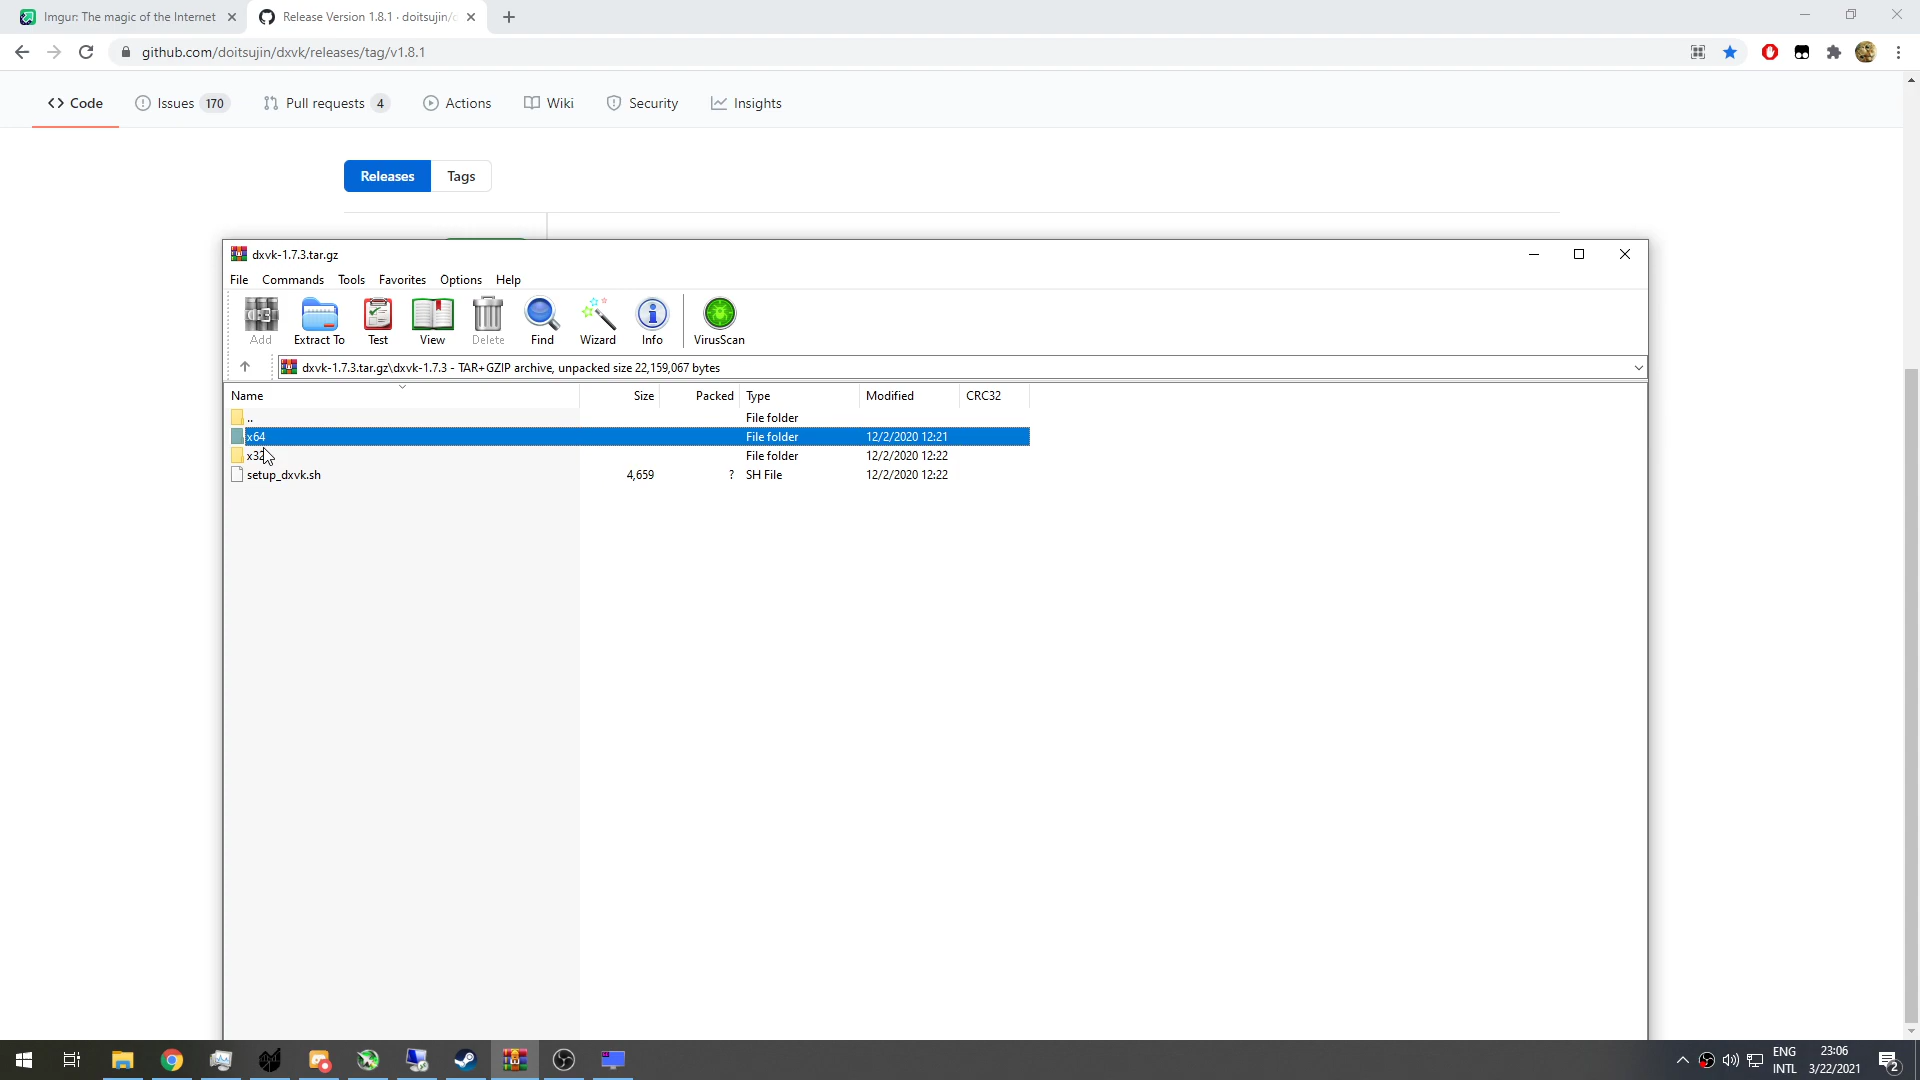 Imgur: The magic of the Internet
Release Version 1.8.1 · doitsujin/d
github.com/doitsujin/dxvk/releases/tag/v1.8.1
Code
Issues 170
Pull requests 4
Actions
Wiki
Security
Insights
Releases
Tags
dxvk-1.7.3.tar.gz
File Commands Tools Favorites Options Help
Add
Extract To
Test
View
Delete
Find
Wizard
Info
VirusScan
dxvk-1.7.3.tar.gz\dxvk-1.7.3 - TAR+GZIP archive, unpacked size 22,159,067 bytes
Name Size Packed Type Modified CRC32
.. File folder
x64 File folder 12/2/2020 12:21
x32 File folder 12/2/2020 12:22
setup_dxvk.sh 4,659 ? SH File 12/2/2020 12:22
ENG
INTL
23:06
3/22/2021
2